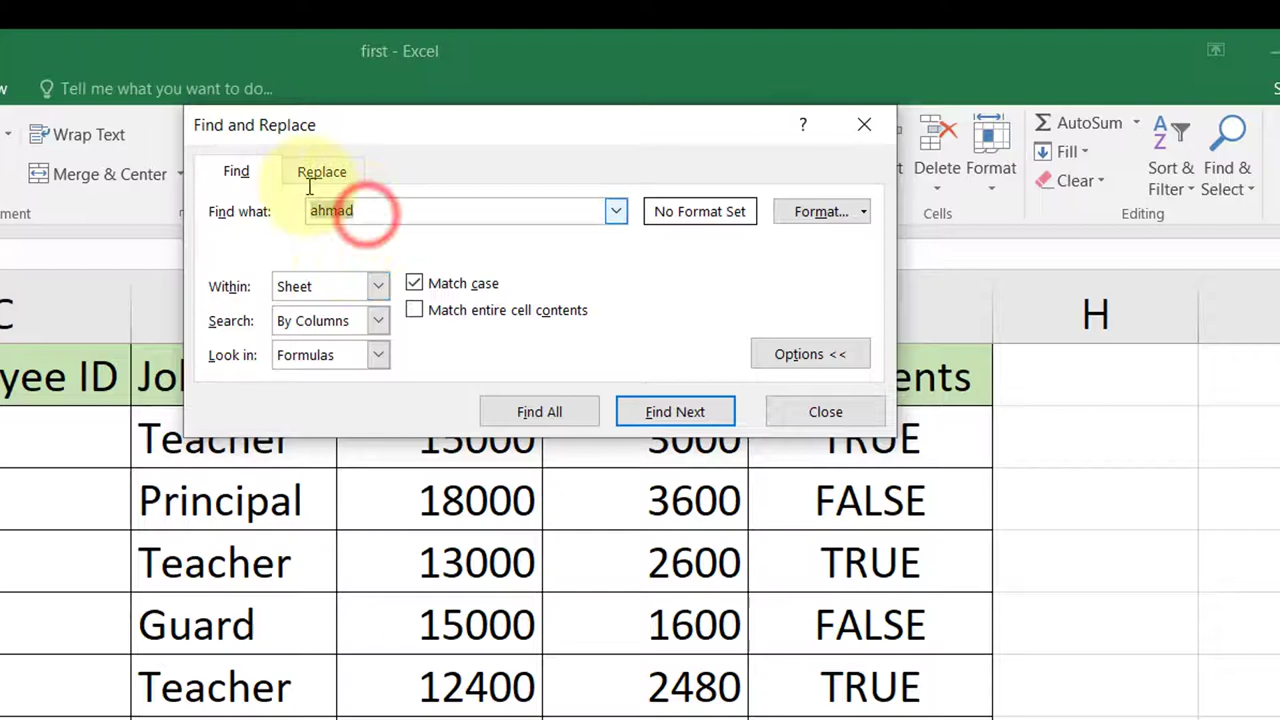 first - Excel
w
Tell me what you want to do...
S
Wrap Text
Merge & Center
ment
Find and Replace
?
Find
Replace
Find what:
ahmad
No Format Set
Format...
Within:
Sheet
Match case
Search:
By Columns
Match entire cell contents
Look in:
Formulas
Options <<
Find All
Find Next
Close
Delete
Format
Cells
AutoSum
Fill
Clear
Sort &
Filter
Find &
Select
Editing
C
H
yee ID
Jo
ents
Teacher
15000
3000
TRUE
Principal
18000
3600
FALSE
Teacher
13000
2600
TRUE
Guard
15000
1600
FALSE
Teacher
12400
2480
TRUE